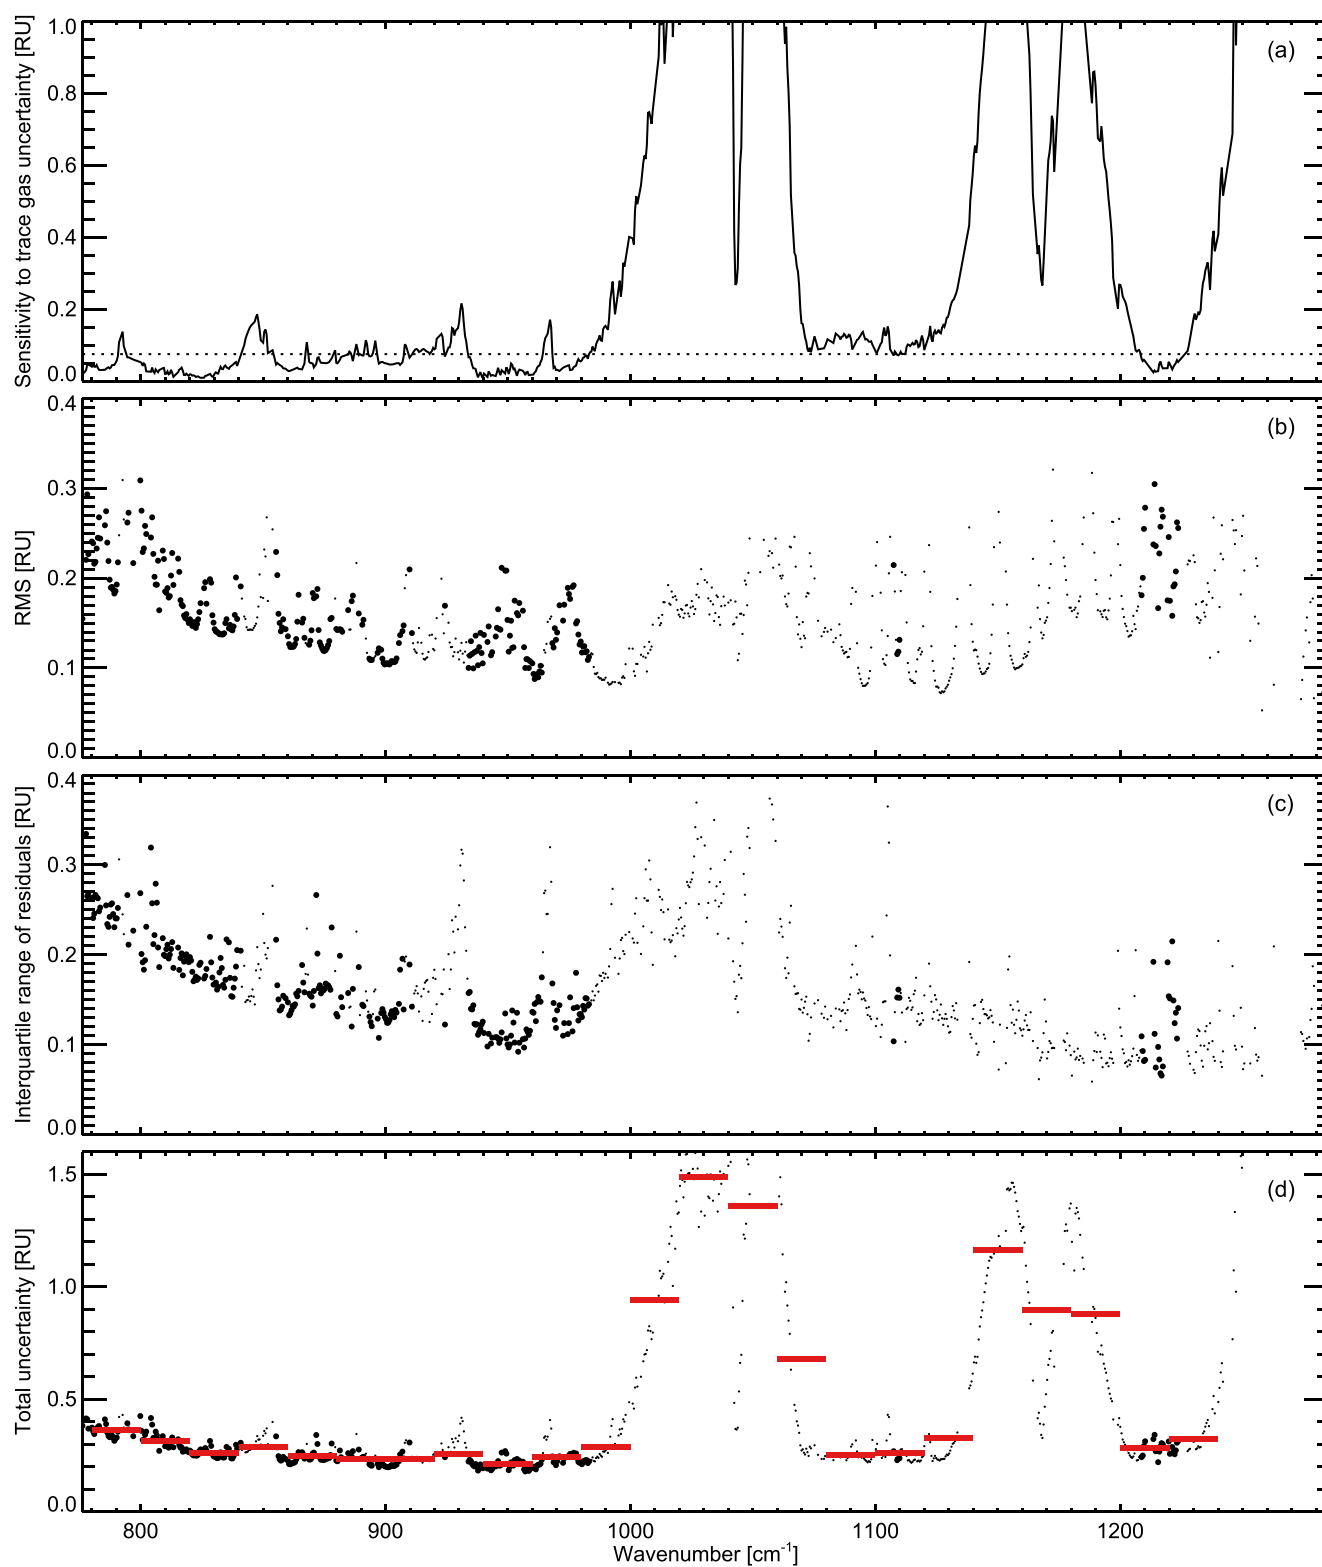 Sensitivity to trace gas uncertainty [RU]
1.0
0.8
0.6
0.4
0.2
0.0
(a)
RMS [RU]
0.4
0.3
0.2
0.1
0.0
(b)
Interquartile range of residuals [RU]
0.4
0.3
0.2
0.1
0.0
(c)
Total uncertainty [RU]
1.5
1.0
0.5
0.0
(d)
800 900 1000 1100 1200
Wavenumber [cm⁻¹]